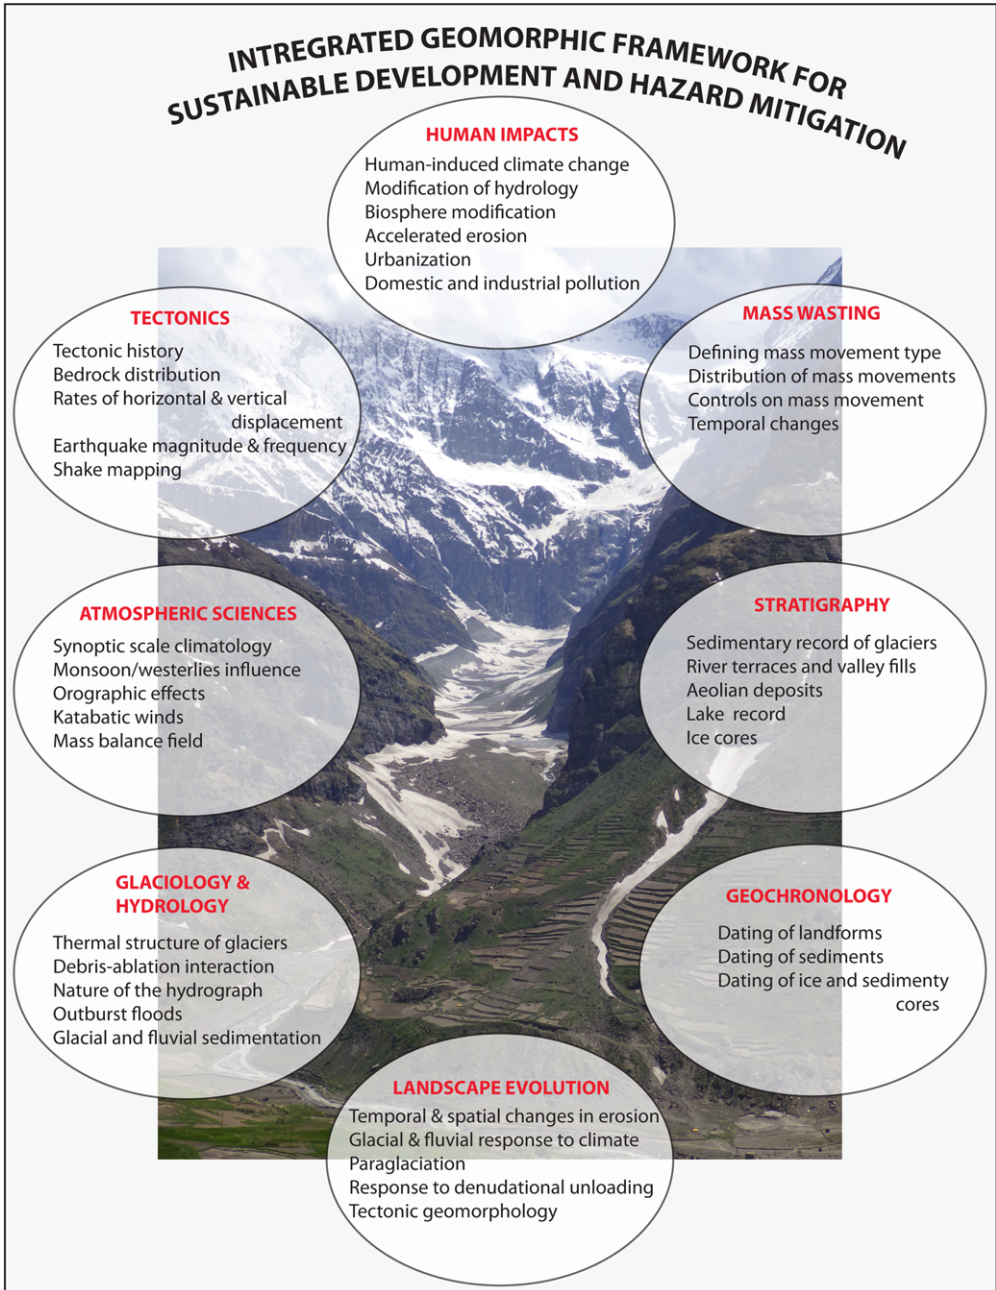 INTREGRATED GEOMORPHIC FRAMEWORK FOR
SUSTAINABLE DEVELOPMENT AND HAZARD MITIGATION
HUMAN IMPACTS
Human-induced climate change
Modification of hydrology
Biosphere modification
Accelerated erosion
Urbanization
Domestic and industrial pollution
TECTONICS
Tectonic history
Bedrock distribution
Rates of horizontal & vertical
displacement
Earthquake magnitude & frequency
Shake mapping
MASS WASTING
Defining mass movement type
Distribution of mass movements
Controls on mass movement
Temporal changes
ATMOSPHERIC SCIENCES
Synoptic scale climatology
Monsoon/westerlies influence
Orographic effects
Katabatic winds
Mass balance field
STRATIGRAPHY
Sedimentary record of glaciers
River terraces and valley fills
Aeolian deposits
Lake record
Ice cores
GLACIOLOGY &
HYDROLOGY
Thermal structure of glaciers
Debris-ablation interaction
Nature of the hydrograph
Outburst floods
Glacial and fluvial sedimentation
GEOCHRONOLOGY
Dating of landforms
Dating of sediments
Dating of ice and sedimenty
cores
LANDSCAPE EVOLUTION
Temporal & spatial changes in erosion
Glacial & fluvial response to climate
Paraglaciation
Response to denudational unloading
Tectonic geomorphology